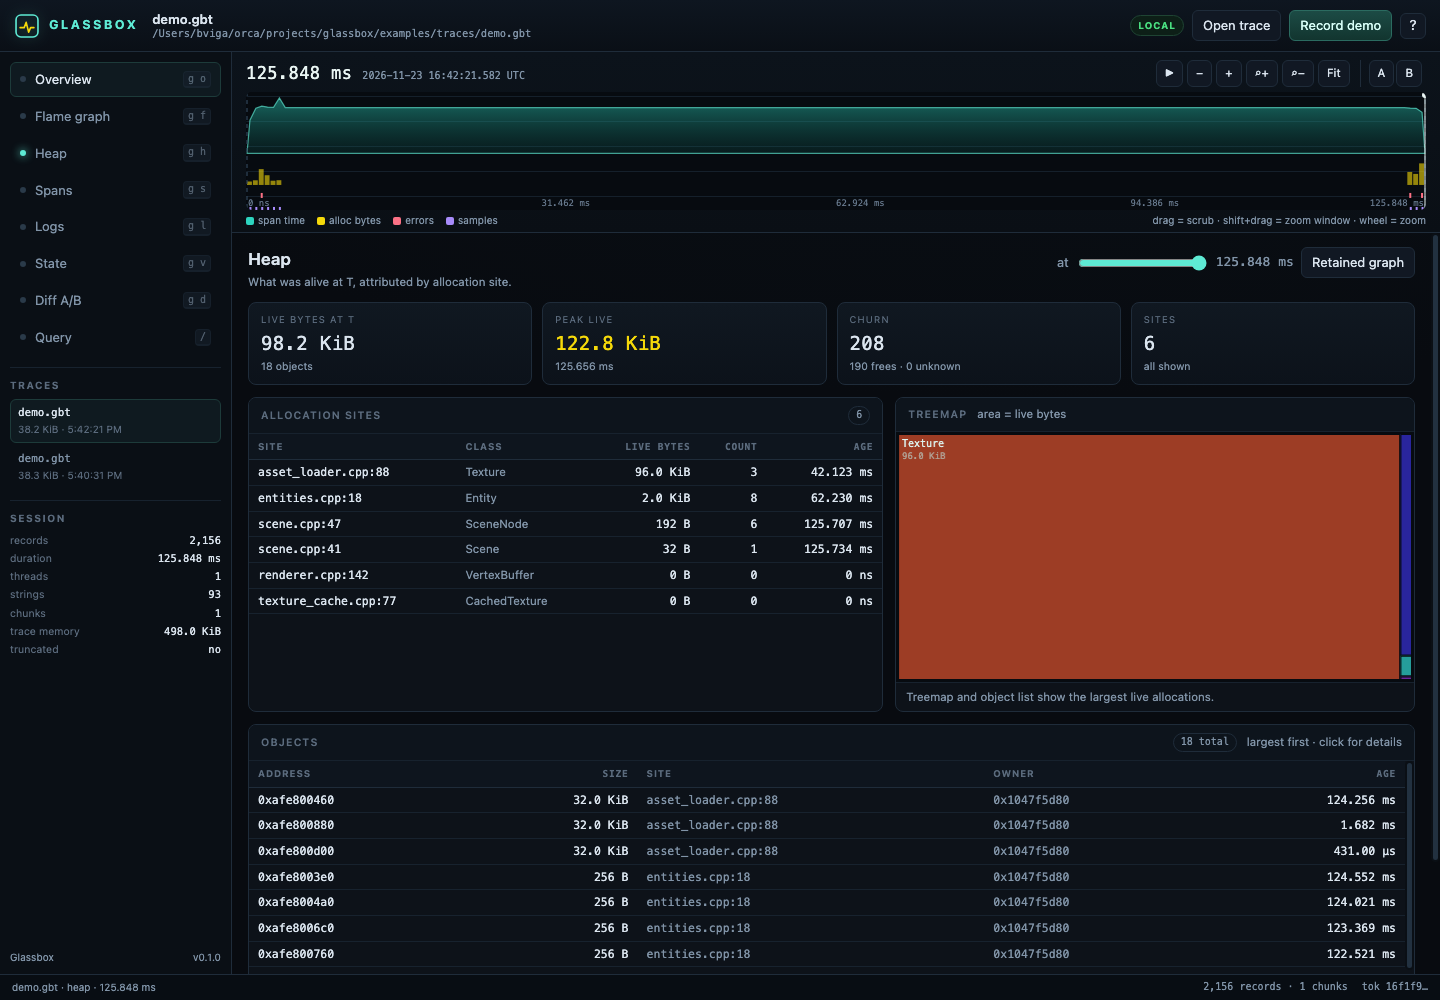 GLASSBOX
demo.gbt
/Users/bviga/orca/projects/glassbox/examples/traces/demo.gbt
LOCAL
Open trace
Record demo
?
Overview g o
Flame graph g f
Heap g h
Spans g s
Logs g l
State g v
Diff A/B g d
Query /
TRACES
demo.gbt
38.2 KiB · 5:42:21 PM
demo.gbt
38.3 KiB · 5:40:31 PM
SESSION
records 2,156
duration 125.848 ms
threads 1
strings 93
chunks 1
trace memory 498.0 KiB
truncated no
Glassbox v0.1.0
125.848 ms 2026-11-23 16:42:21.582 UTC
− + Fit A B
0 ns 31.462 ms 62.924 ms 94.386 ms 125.848 ms
span time alloc bytes errors samples
drag = scrub · shift+drag = zoom window · wheel = zoom
Heap
What was alive at T, attributed by allocation site.
at 125.848 ms Retained graph
LIVE BYTES AT T
98.2 KiB
18 objects
PEAK LIVE
122.8 KiB
125.656 ms
CHURN
208
190 frees · 0 unknown
SITES
6
all shown
ALLOCATION SITES 6
SITE CLASS LIVE BYTES COUNT AGE
asset_loader.cpp:88 Texture 96.0 KiB 3 42.123 ms
entities.cpp:18 Entity 2.0 KiB 8 62.230 ms
scene.cpp:47 SceneNode 192 B 6 125.707 ms
scene.cpp:41 Scene 32 B 1 125.734 ms
renderer.cpp:142 VertexBuffer 0 B 0 0 ns
texture_cache.cpp:77 CachedTexture 0 B 0 0 ns
TREEMAP area = live bytes
Texture
96.0 KiB
Treemap and object list show the largest live allocations.
OBJECTS 18 total largest first · click for details
ADDRESS SIZE SITE OWNER AGE
0xafe800460 32.0 KiB asset_loader.cpp:88 0x1047f5d80 124.256 ms
0xafe800880 32.0 KiB asset_loader.cpp:88 0x1047f5d80 1.682 ms
0xafe800d00 32.0 KiB asset_loader.cpp:88 0x1047f5d80 431.00 µs
0xafe8003e0 256 B entities.cpp:18 0x1047f5d80 124.552 ms
0xafe8004a0 256 B entities.cpp:18 0x1047f5d80 124.021 ms
0xafe8006c0 256 B entities.cpp:18 0x1047f5d80 123.369 ms
0xafe800760 256 B entities.cpp:18 0x1047f5d80 122.521 ms
demo.gbt · heap · 125.848 ms
2,156 records · 1 chunks tok 16f1f9…